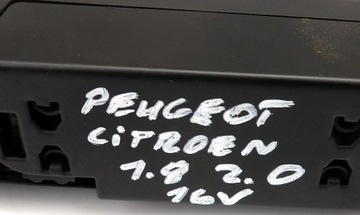 PEUGEOT
CITROEN
1.8 2.0
16V